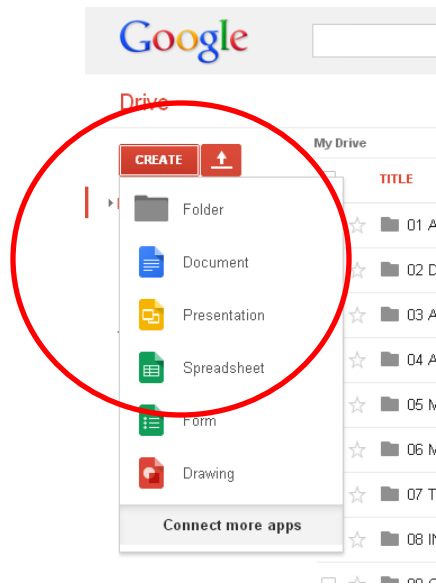 Google
Drive
CREATE
My Drive
TITLE
Folder
01 A
Document
02 D
Presentation
03 A
Spreadsheet
04 A
05 M
Form
06 M
Drawing
07 T
Connect more apps
08 IN